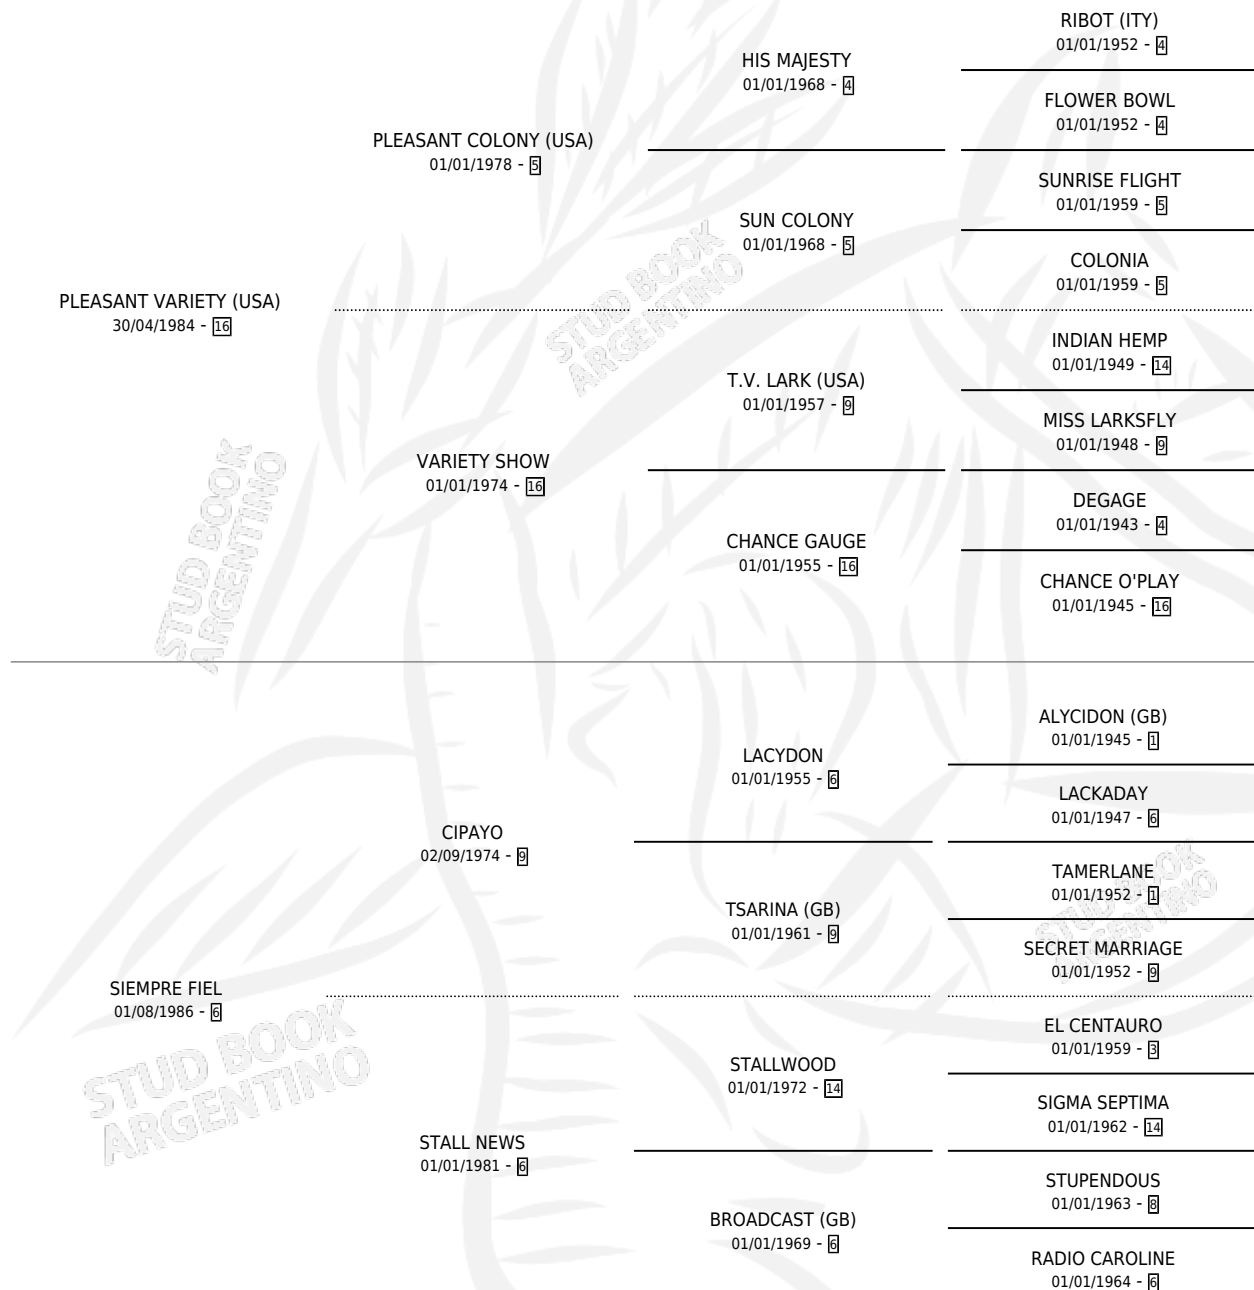 RIBOT (ITY)
01/01/1952 - 4
HIS MAJESTY
01/01/1968 - 4
FLOWER BOWL
01/01/1952 - 4
PLEASANT COLONY (USA)
01/01/1978 - 5
SUNRISE FLIGHT
01/01/1959 - 5
SUN COLONY
01/01/1968 - 5
COLONIA
01/01/1959 - 5
PLEASANT VARIETY (USA)
30/04/1984 - 16
INDIAN HEMP
01/01/1949 - 14
T.V. LARK (USA)
01/01/1957 - 9
MISS LARKSFLY
01/01/1948 - 9
VARIETY SHOW
01/01/1974 - 16
DEGAGE
01/01/1943 - 4
CHANCE GAUGE
01/01/1955 - 16
CHANCE O'PLAY
01/01/1945 - 16
ALYCIDON (GB)
01/01/1945 - 1
LACYDON
01/01/1955 - 6
LACKADAY
01/01/1947 - 6
CIPAYO
02/09/1974 - 9
TAMERLANE
01/01/1952 - 1
TSARINA (GB)
01/01/1961 - 9
SECRET MARRIAGE
01/01/1952 - 9
SIEMPRE FIEL
01/08/1986 - 6
EL CENTAURO
01/01/1959 - 3
STALLWOOD
01/01/1972 - 14
SIGMA SEPTIMA
01/01/1962 - 14
STALL NEWS
01/01/1981 - 6
STUPENDOUS
01/01/1963 - 8
BROADCAST (GB)
01/01/1969 - 6
RADIO CAROLINE
01/01/1964 - 6
STUD BOOK
ARGENTINO
STUD BOOK
ARGENTINO
STUD BOOK
ARGENTINO
STUD BOOK
ARGENTINO